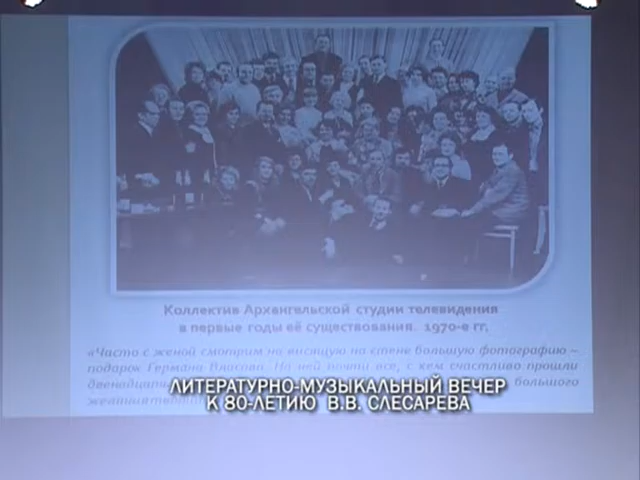 Коллектив Архангельской студии телевидения
в первые годы её существования. 1970-е гг.
«Часто с женой смотрим на висящую на стене большую фотографию –
подарок Германа Власова. На ней почти все, с кем счастливо прошли
большого
ЛИТЕРАТУРНО-МУЗЫКАЛЬНЫЙ ВЕЧЕР
К 80-ЛЕТИЮ В.В. СЛЕСАРЕВА